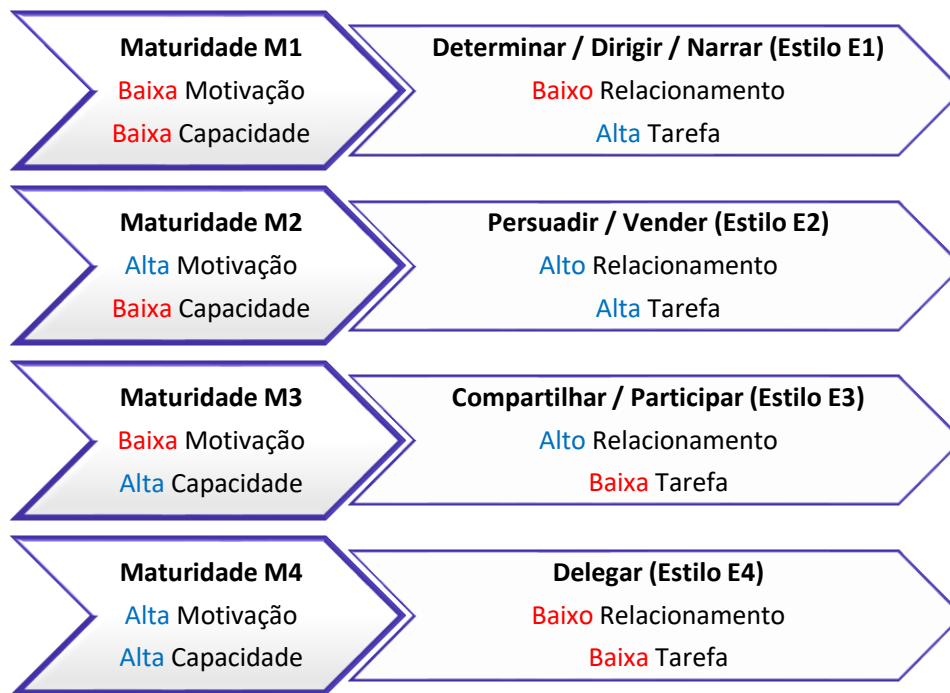 Maturidade M1
Baixa Motivação
Baixa Capacidade
Determinar / Dirigir / Narrar (Estilo E1)
Baixo Relacionamento
Alta Tarefa
Maturidade M2
Alta Motivação
Baixa Capacidade
Persuadir / Vender (Estilo E2)
Alto Relacionamento
Alta Tarefa
Maturidade M3
Baixa Motivação
Alta Capacidade
Compartilhar / Participar (Estilo E3)
Alto Relacionamento
Baixa Tarefa
Maturidade M4
Alta Motivação
Alta Capacidade
Delegar (Estilo E4)
Baixo Relacionamento
Baixa Tarefa